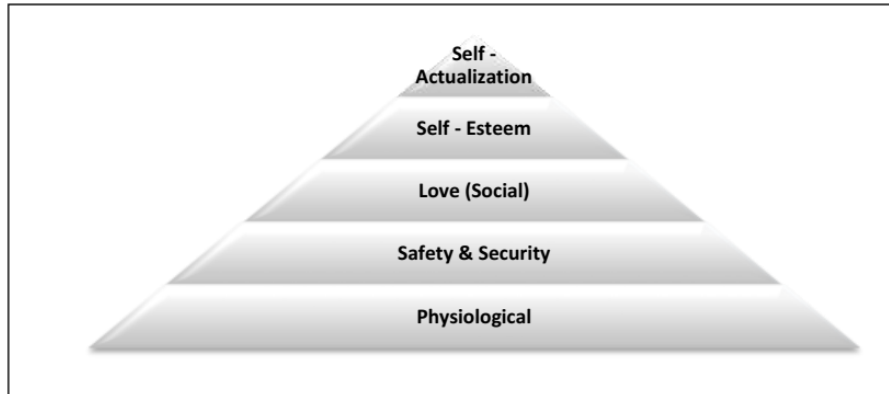 Self -
Actualization
Self - Esteem
Love (Social)
Safety & Security
Physiological